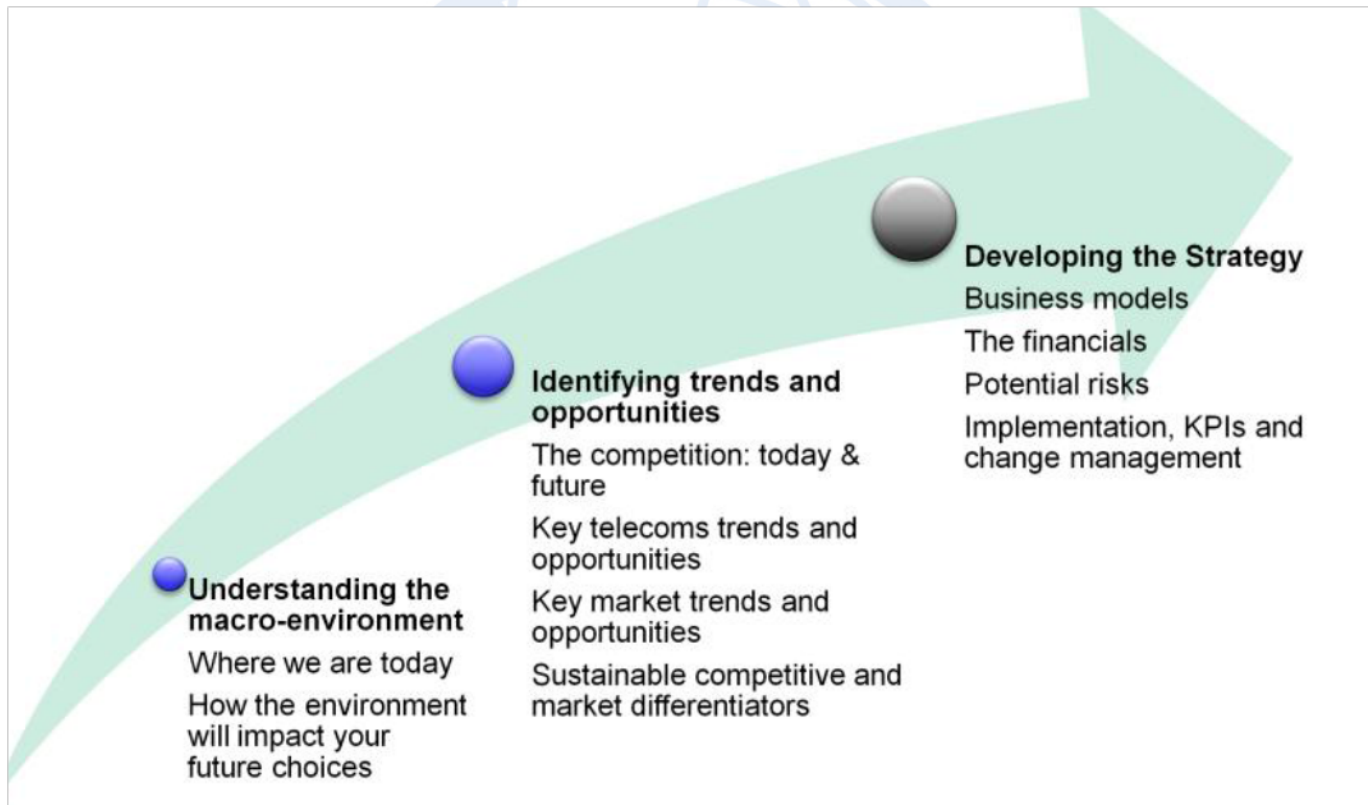 Understanding the
macro-environment
Where we are today
How the environment
will impact your
future choices
Identifying trends and
opportunities
The competition: today &
future
Key telecoms trends and
opportunities
Key market trends and
opportunities
Sustainable competitive and
market differentiators
Developing the Strategy
Business models
The financials
Potential risks
Implementation, KPIs and
change management